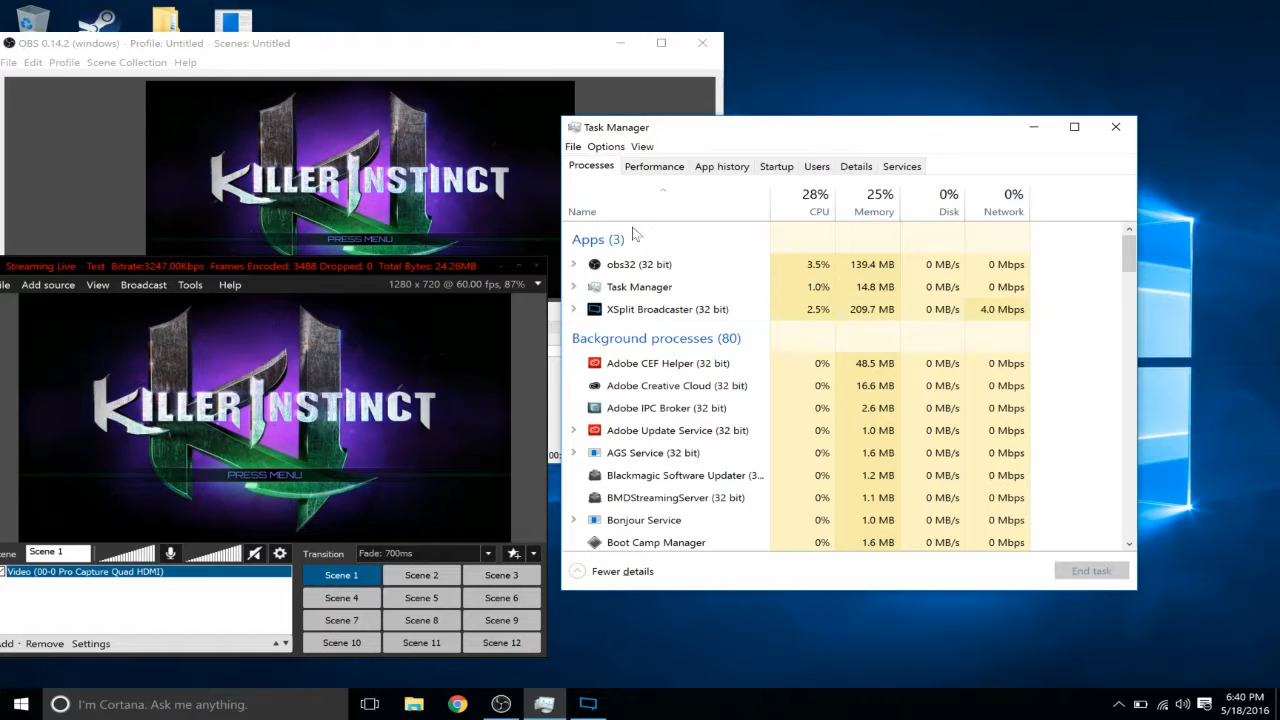 OBS 0.14.2 (windows) - Profile: Untitled - Scenes: Untitled
File Edit Profile Scene Collection Help
KILLER INSTINCT
PRESS MENU
Streaming Live - Test Bitrate:3247.00Kbps Frames Encoded: 3488 Dropped: 0 Total Bytes: 24.26MB
ile Add source View Broadcast Tools Help 1280 x 720 @ 60.00 fps, 87%
KILLER INSTINCT
PRESS MENU
cene Scene 1 Transition Fade: 700ms
Video (00-0 Pro Capture Quad HDMI)
Scene 1 Scene 2 Scene 3
Scene 4 Scene 5 Scene 6
Scene 7 Scene 8 Scene 9
Scene 10 Scene 11 Scene 12
Add Remove Settings
00:
Task Manager
File Options View
Processes Performance App history Startup Users Details Services
28% 25% 0% 0%
Name CPU Memory Disk Network
Apps (3)
obs32 (32 bit) 3.5% 139.4 MB 0 MB/s 0 Mbps
Task Manager 1.0% 14.8 MB 0 MB/s 0 Mbps
XSplit Broadcaster (32 bit) 2.5% 209.7 MB 0 MB/s 4.0 Mbps
Background processes (80)
Adobe CEF Helper (32 bit) 0% 48.5 MB 0 MB/s 0 Mbps
Adobe Creative Cloud (32 bit) 0% 16.6 MB 0 MB/s 0 Mbps
Adobe IPC Broker (32 bit) 0% 2.6 MB 0 MB/s 0 Mbps
Adobe Update Service (32 bit) 0% 1.0 MB 0 MB/s 0 Mbps
AGS Service (32 bit) 0% 1.6 MB 0 MB/s 0 Mbps
Blackmagic Software Updater (3... 0% 1.2 MB 0 MB/s 0 Mbps
BMDStreamingServer (32 bit) 0% 1.1 MB 0 MB/s 0 Mbps
Bonjour Service 0% 1.0 MB 0 MB/s 0 Mbps
Boot Camp Manager 0% 1.6 MB 0 MB/s 0 Mbps
Fewer details End task
I'm Cortana. Ask me anything.
6:40 PM
5/18/2016